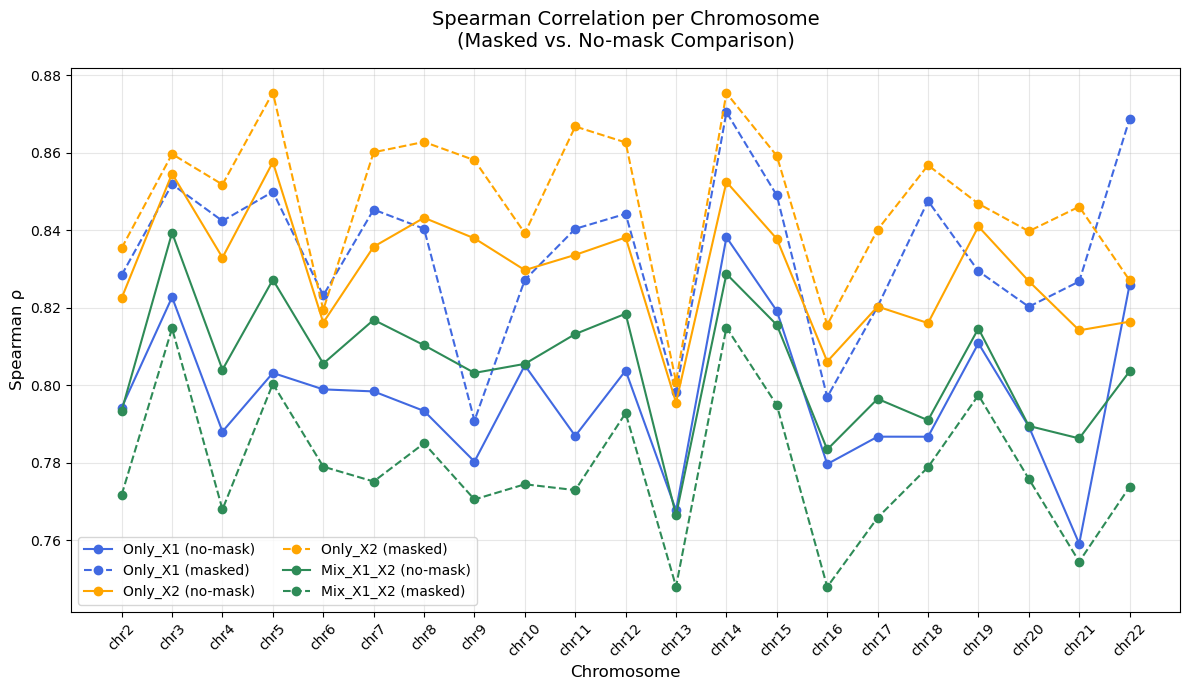 Spearman Correlation per Chromosome
(Masked vs. No-mask Comparison)
Spearman ρ
0.88
0.86
0.84
0.82
0.80
0.78
0.76
Only_X1 (no-mask)
Only_X1 (masked)
Only_X2 (no-mask)
Only_X2 (masked)
Mix_X1_X2 (no-mask)
Mix_X1_X2 (masked)
chr2
chr3
chr4
chr5
chr6
chr7
chr8
chr9
chr10
chr11
chr12
chr13
chr14
chr15
chr16
chr17
chr18
chr19
chr20
chr21
chr22
Chromosome